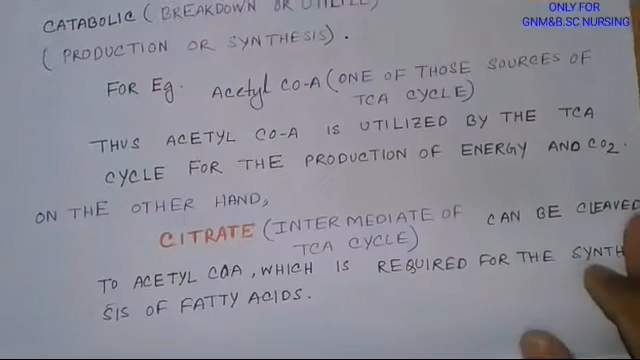 ONLY FOR
GNM&B.SC NURSING
CATABOLIC (BREAKDOWN OR UTILIZE)
(PRODUCTION OR SYNTHESIS).
FOR Eg. Acetyl CO-A (ONE OF THOSE SOURCES OF
TCA CYCLE)
THUS ACETYL CO-A IS UTILIZED BY THE TCA
CYCLE FOR THE PRODUCTION OF ENERGY AND CO2.
ON THE OTHER HAND,
CITRATE (INTERMEDIATE OF CAN BE CLEAVED
TCA CYCLE)
TO ACETYL COA, WHICH IS REQUIRED FOR THE SYNTH
SIS OF FATTY ACIDS.